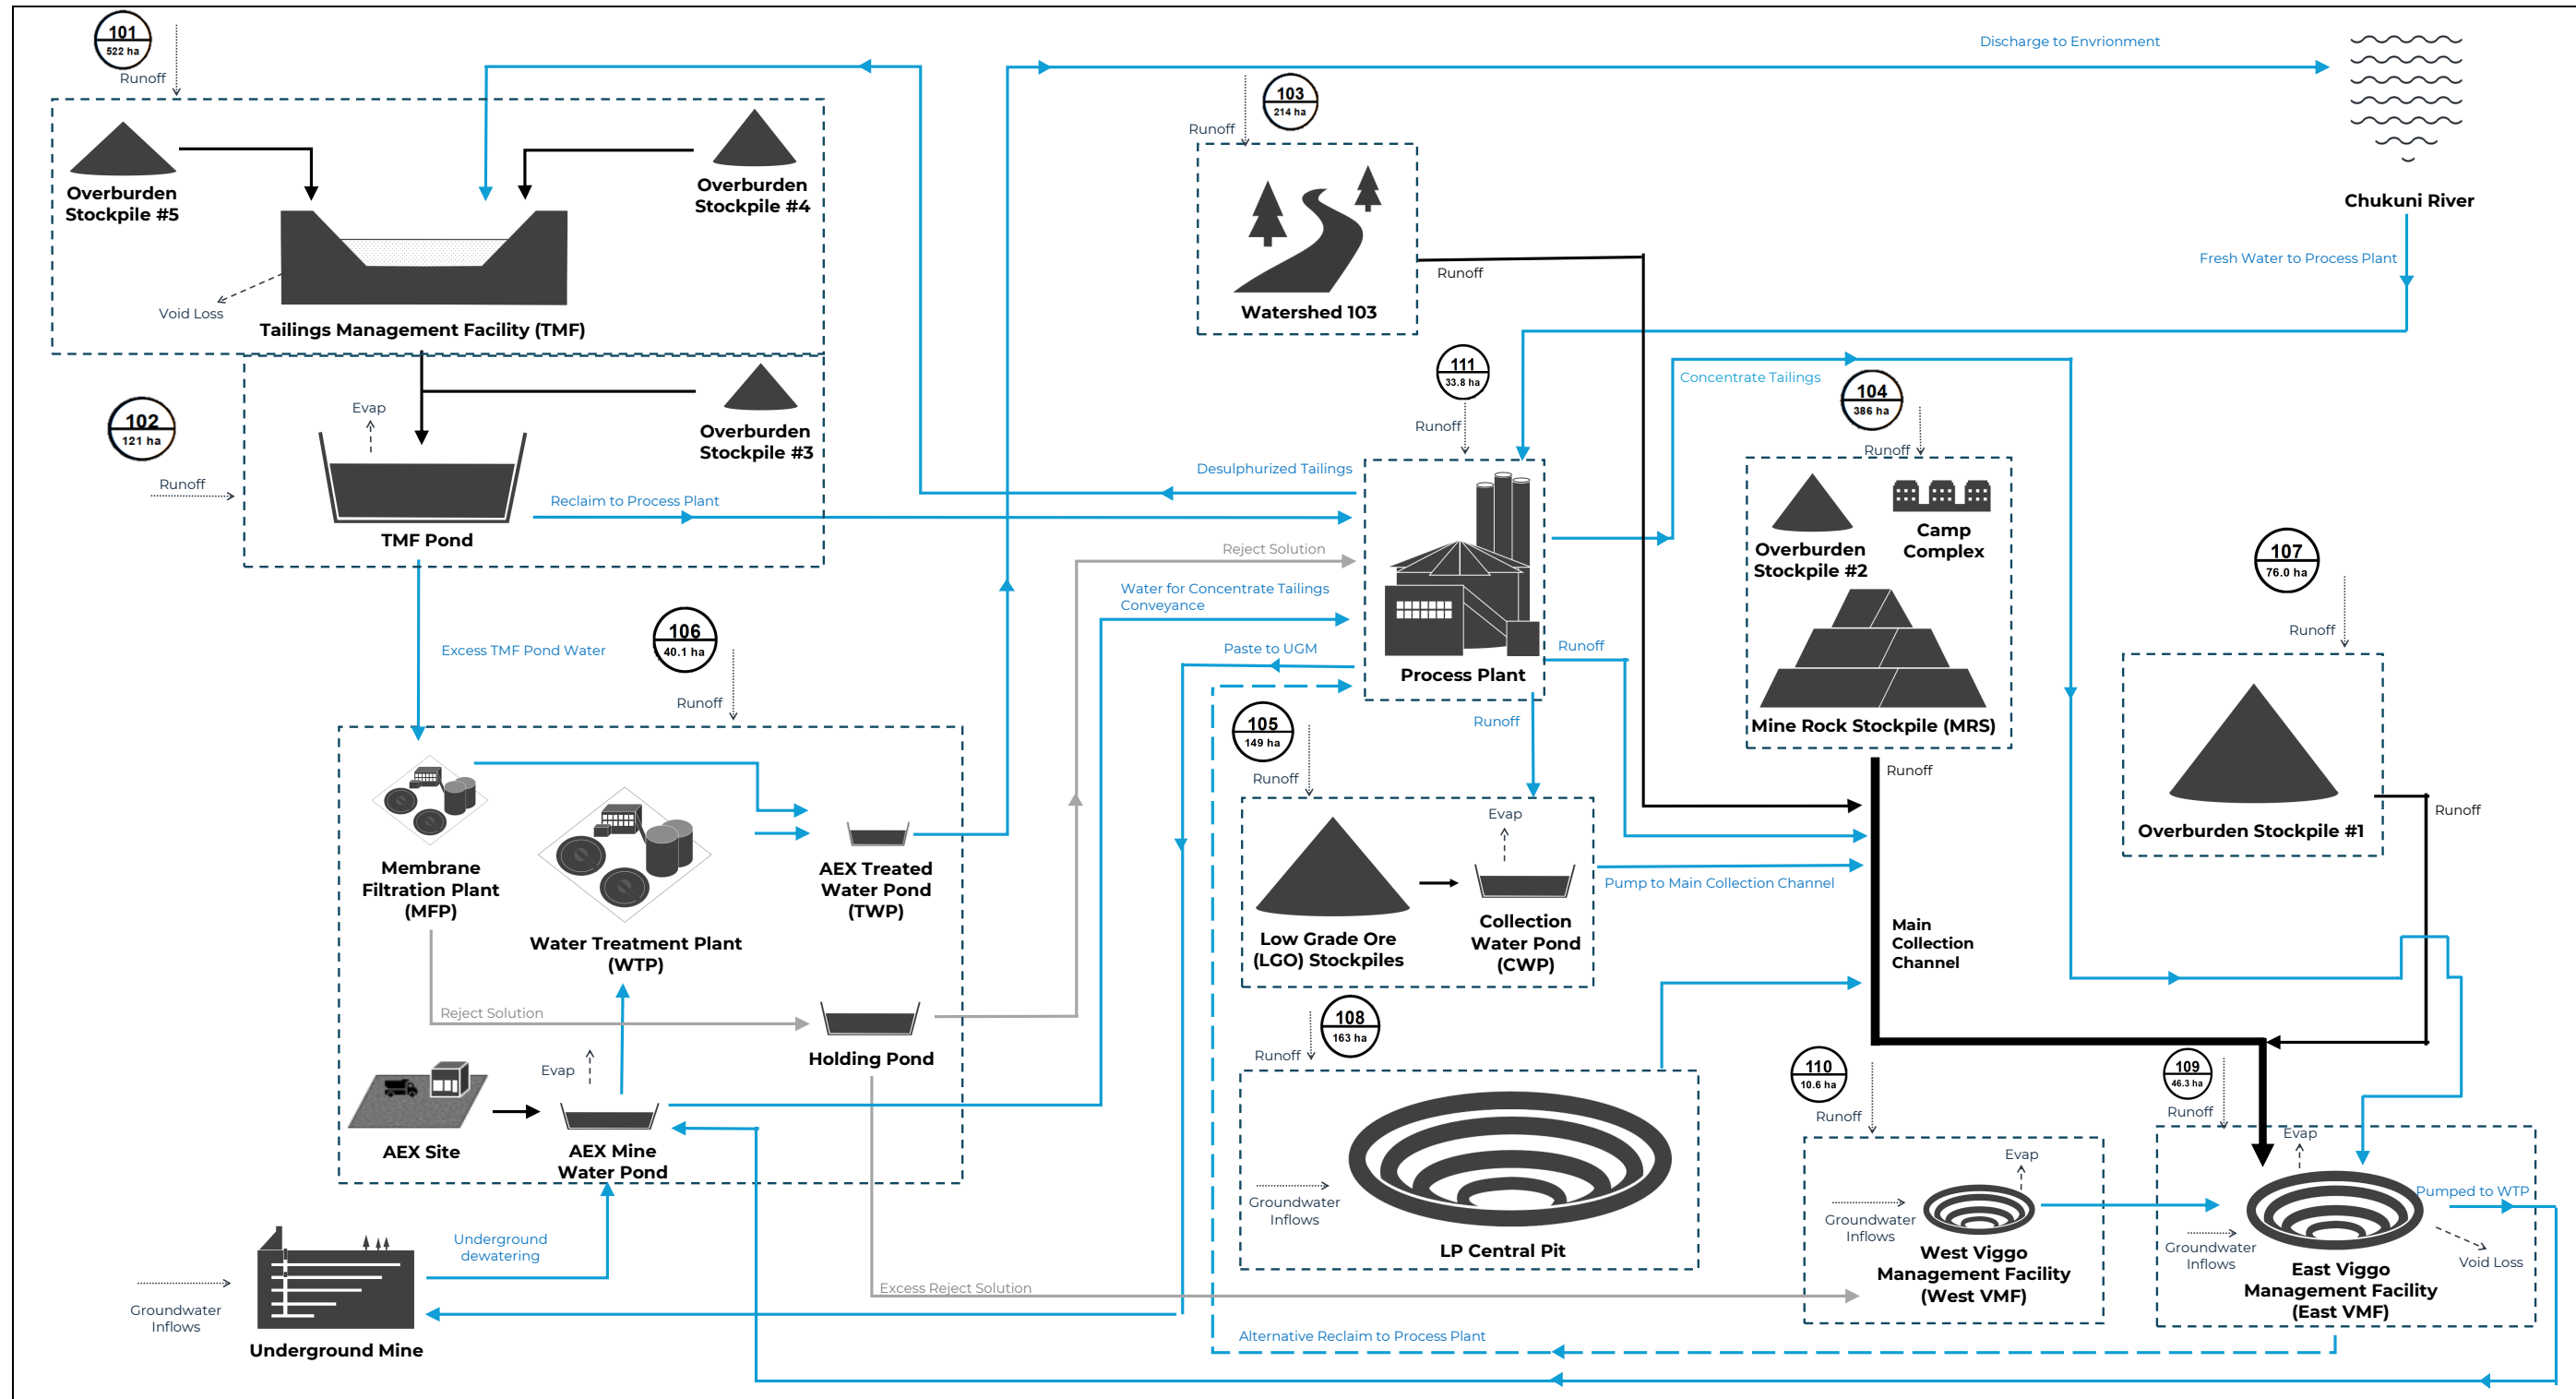 101
522 ha
Runoff
Discharge to Envrionment
103
214 ha
Runoff
Overburden
Stockpile #5
Overburden
Stockpile #4
Void Loss
Tailings Management Facility (TMF)
Watershed 103
Runoff
Chukuni River
Fresh Water to Process Plant
102
121 ha
Runoff
Evap
Overburden
Stockpile #3
TMF Pond
Reclaim to Process Plant
Desulphurized Tailings
111
33.8 ha
Runoff
Concentrate Tailings
104
386 ha
Runoff
Reject Solution
Water for Concentrate Tailings
Conveyance
Paste to UGM
Process Plant
Runoff
Runoff
Overburden
Stockpile #2
Camp
Complex
Mine Rock Stockpile (MRS)
Runoff
107
76.0 ha
Runoff
Overburden Stockpile #1
Runoff
Excess TMF Pond Water
106
40.1 ha
Runoff
Membrane
Filtration Plant
(MFP)
Water Treatment Plant
(WTP)
AEX Treated
Water Pond
(TWP)
Reject Solution
Holding Pond
Evap
AEX Site
AEX Mine
Water Pond
105
149 ha
Runoff
Low Grade Ore
(LGO) Stockpiles
Evap
Collection
Water Pond
(CWP)
Pump to Main Collection Channel
Main
Collection
Channel
108
163 ha
Runoff
Groundwater
Inflows
LP Central Pit
110
10.6 ha
Runoff
Evap
Groundwater
Inflows
West Viggo
Management Facility
(West VMF)
109
46.3 ha
Runoff
Evap
Pumped to WTP
Groundwater
Inflows
Void Loss
East Viggo
Management Facility
(East VMF)
Underground
dewatering
Groundwater
Inflows
Underground Mine
Excess Reject Solution
Alternative Reclaim to Process Plant